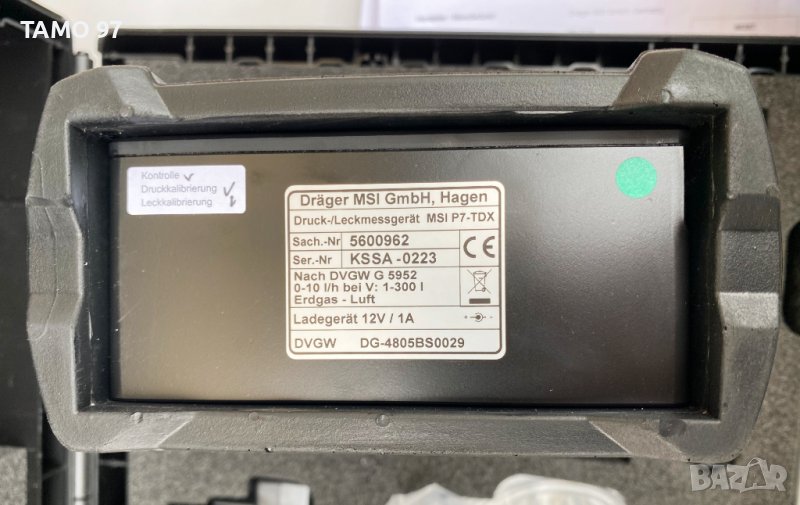 TAMO 97
Kontrolle
Druckkalibrierung
Leckkalibrierung
Dräger MSI GmbH, Hagen
Druck-/Leckmessgerät MSI P7-TDX
Sach.-Nr 5600962
Ser.-Nr KSSA-0223
CE
Nach DVGW G 5952
0-10 l/h bei V: 1-300 l
Erdgas - Luft
Ladegerät 12V / 1A
DVGW DG-4805BS0029
BAZAR